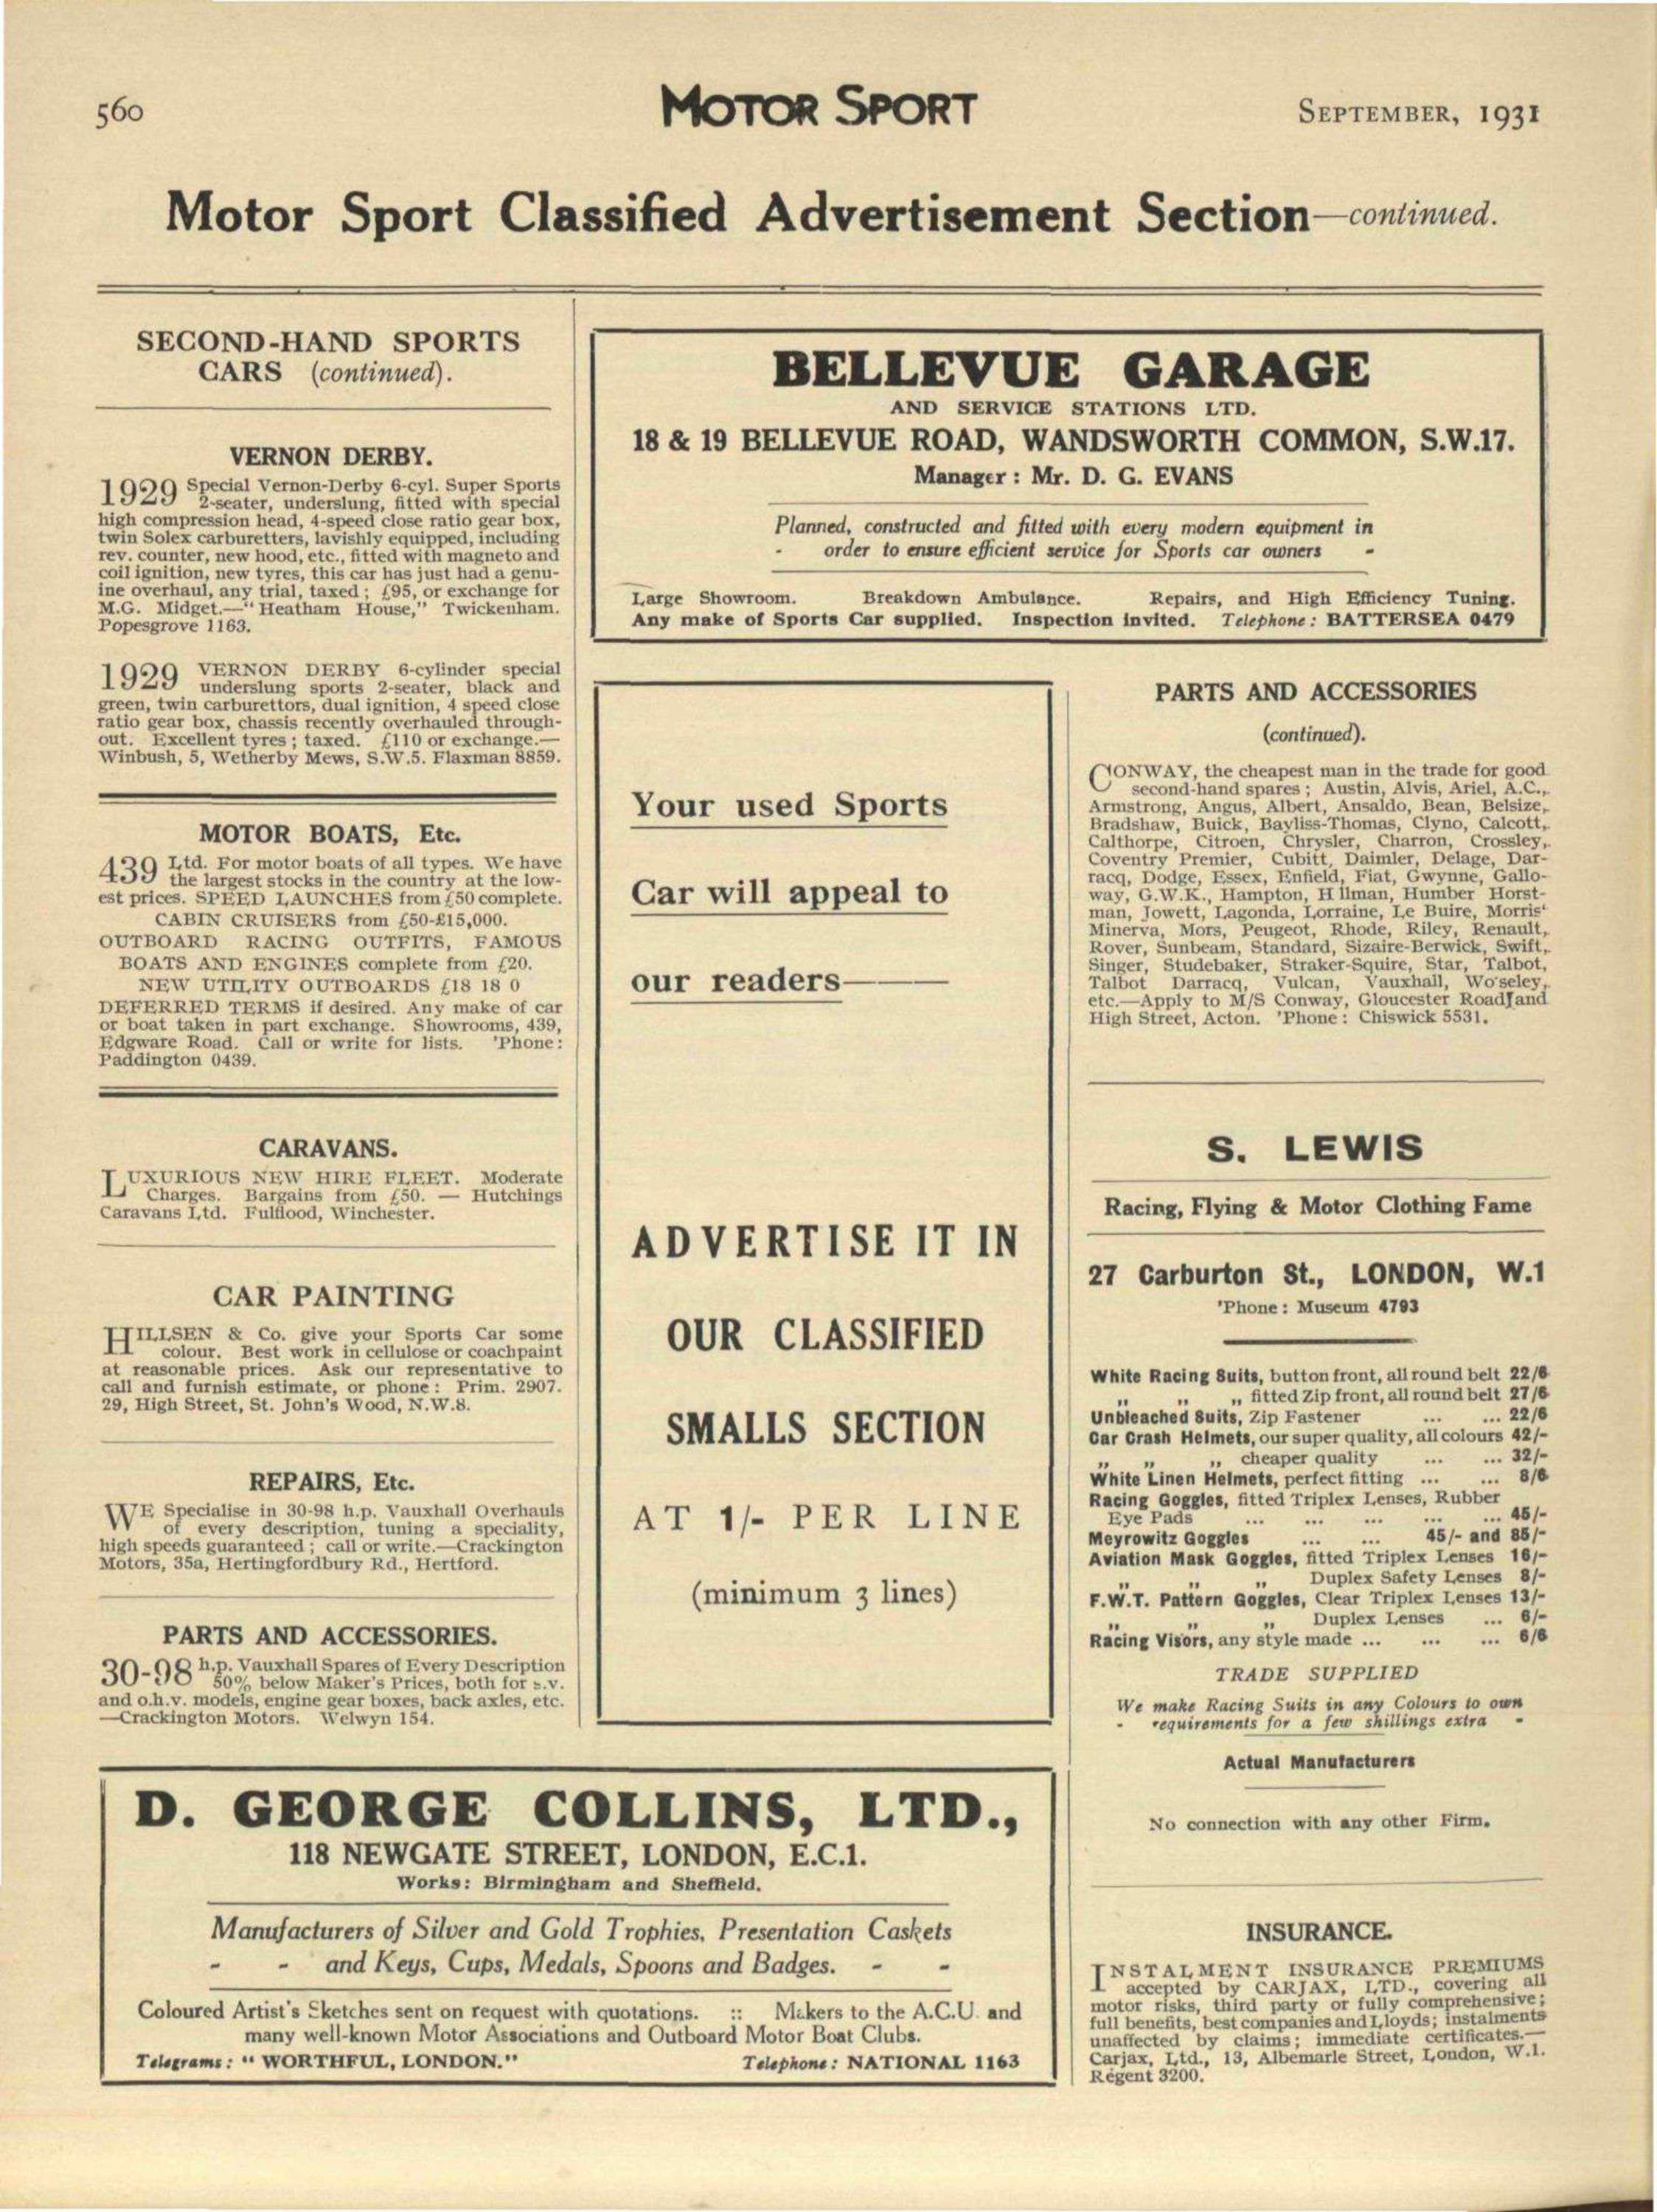 560
MOTOR SPORT
SEPTEMBER, 1931
Motor Sport Classified Advertisement Section—continued.
SECOND-HAND SPORTS
CARS (continued).
VERNON DERBY.
1929 Special Vernon-Derby 6-cyl. Super Sports
2-seater, underslung, fitted with special
high compression head, 4-speed close ratio gear box,
twin Solex carburetters, lavishly equipped, including
rev. counter, new hood, etc., fitted with magneto and
coil ignition, new tyres, this car has just had a genu-
ine overhaul, any trial, taxed ; £95, or exchange for
M.G. Midget.—“ Heatham House,” Twickenham.
Popesgrove 1163.
1929 VERNON DERBY 6-cylinder special
underslung sports 2-seater, black and
green, twin carburettors, dual ignition, 4 speed close
ratio gear box, chassis recently overhauled through-
out. Excellent tyres ; taxed. £110 or exchange.—
Winbush, 5, Wetherby Mews, S.W.5. Flaxman 8859.
MOTOR BOATS, Etc.
439 Ltd. For motor boats of all types. We have
the largest stocks in the country at the low-
est prices. SPEED LAUNCHES from £50 complete.
CABIN CRUISERS from £50-£15,000.
OUTBOARD RACING OUTFITS, FAMOUS
BOATS AND ENGINES complete from £20.
NEW UTILITY OUTBOARDS £18 18 0
DEFERRED TERMS if desired. Any make of car
or boat taken in part exchange. Showrooms, 439,
Edgware Road. Call or write for lists. 'Phone:
Paddington 0439.
CARAVANS.
LUXURIOUS NEW HIRE FLEET. Moderate
Charges. Bargains from £50. — Hutchings
Caravans Ltd. Fulflood, Winchester.
CAR PAINTING
HILLSEN & Co. give your Sports Car some
colour. Best work in cellulose or coachpaint
at reasonable prices. Ask our representative to
call and furnish estimate, or phone : Prim. 2907.
29, High Street, St. John's Wood, N.W.8.
REPAIRS, Etc.
WE Specialise in 30-98 h.p. Vauxhall Overhauls
of every description, tuning a speciality,
high speeds guaranteed ; call or write.—Crackington
Motors, 35a, Hertingfordbury Rd., Hertford.
PARTS AND ACCESSORIES.
30-98 h.p. Vauxhall Spares of Every Description
50% below Maker's Prices, both for s.v.
and o.h.v. models, engine gear boxes, back axles, etc.
—Crackington Motors. Welwyn 154.
BELLEVUE GARAGE
AND SERVICE STATIONS LTD.
18 & 19 BELLEVUE ROAD, WANDSWORTH COMMON, S.W.17.
Manager : Mr. D. G. EVANS
Planned, constructed and fitted with every modern equipment in
- order to ensure efficient service for Sports car owners -
Large Showroom. Breakdown Ambulance. Repairs, and High Efficiency Tuning.
Any make of Sports Car supplied. Inspection invited. Telephone : BATTERSEA 0479
Your used Sports
Car will appeal to
our readers———
ADVERTISE IT IN
OUR CLASSIFIED
SMALLS SECTION
AT 1/- PER LINE
(minimum 3 lines)
D. GEORGE COLLINS, LTD.,
118 NEWGATE STREET, LONDON, E.C.1.
Works: Birmingham and Sheffield.
Manufacturers of Silver and Gold Trophies, Presentation Caskets
- - and Keys, Cups, Medals, Spoons and Badges. - -
Coloured Artist's Sketches sent on request with quotations. :: Makers to the A.C.U. and
many well-known Motor Associations and Outboard Motor Boat Clubs.
Telegrams : “ WORTHFUL, LONDON.” Telephone : NATIONAL 1163
PARTS AND ACCESSORIES
(continued).
CONWAY, the cheapest man in the trade for good
second-hand spares ; Austin, Alvis, Ariel, A.C.,
Armstrong, Angus, Albert, Ansaldo, Bean, Belsize,
Bradshaw, Buick, Bayliss-Thomas, Clyno, Calcott,
Calthorpe, Citroen, Chrysler, Charron, Crossley,
Coventry Premier, Cubitt, Daimler, Delage, Dar-
racq, Dodge, Essex, Enfield, Fiat, Gwynne, Gallo-
way, G.W.K., Hampton, H llman, Humber Horst-
man, Jowett, Lagonda, Lorraine, Le Buire, Morris'
Minerva, Mors, Peugeot, Rhode, Riley, Renault,
Rover, Sunbeam, Standard, Sizaire-Berwick, Swift,
Singer, Studebaker, Straker-Squire, Star, Talbot,
Talbot Darracq, Vulcan, Vauxhall, Wo'seley,
etc.—Apply to M/S Conway, Gloucester Road and
High Street, Acton. 'Phone : Chiswick 5531.
S. LEWIS
Racing, Flying & Motor Clothing Fame
27 Carburton St., LONDON, W.1
'Phone : Museum 4793
White Racing Suits, button front, all round belt 22/6
„ „ „ fitted Zip front, all round belt 27/6
Unbleached Suits, Zip Fastener ... ... 22/6
Car Crash Helmets, our super quality, all colours 42/-
„ „ „ cheaper quality ... ... 32/-
White Linen Helmets, perfect fitting ... ... 8/6
Racing Goggles, fitted Triplex Lenses, Rubber
Eye Pads ... ... ... ... ... 45/-
Meyrowitz Goggles ... ... 45/- and 85/-
Aviation Mask Goggles, fitted Triplex Lenses 16/-
„ „ „ Duplex Safety Lenses 8/-
F.W.T. Pattern Goggles, Clear Triplex Lenses 13/-
„ „ „ Duplex Lenses ... 6/-
Racing Visors, any style made ... ... ... 6/6
TRADE SUPPLIED
We make Racing Suits in any Colours to own
- requirements for a few shillings extra -
Actual Manufacturers
No connection with any other Firm.
INSURANCE.
INSTALMENT INSURANCE PREMIUMS
accepted by CARJAX, LTD., covering all
motor risks, third party or fully comprehensive;
full benefits, best companies and Lloyds; instalments
unaffected by claims; immediate certificates.—
Carjax, Ltd., 13, Albemarle Street, London, W.1.
Regent 3200.